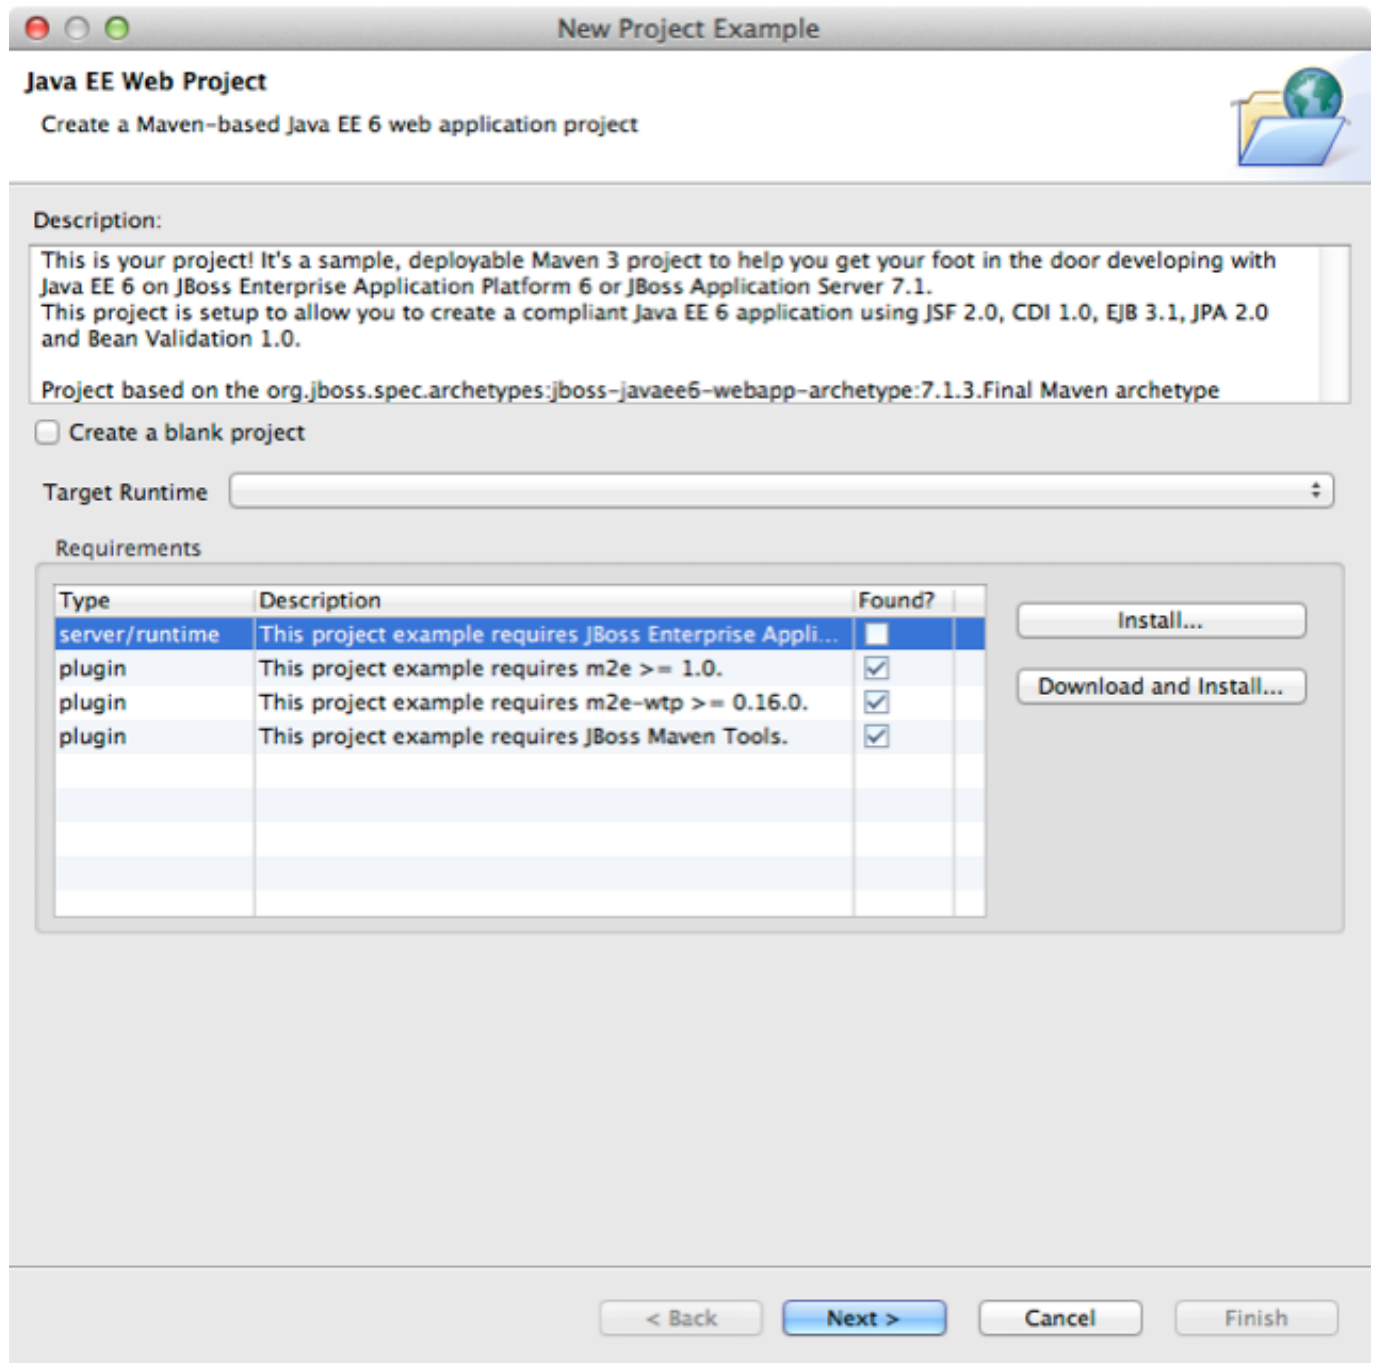 New Project Example
Java EE Web Project
Create a Maven-based Java EE 6 web application project
Description:
This is your project! It's a sample, deployable Maven 3 project to help you get your foot in the door developing with
Java EE 6 on JBoss Enterprise Application Platform 6 or JBoss Application Server 7.1.
This project is setup to allow you to create a compliant Java EE 6 application using JSF 2.0, CDI 1.0, EJB 3.1, JPA 2.0
and Bean Validation 1.0.
Project based on the org.jboss.spec.archetypes:jboss-javaee6-webapp-archetype:7.1.3.Final Maven archetype
Create a blank project
Target Runtime
Requirements
Type Description Found?
server/runtime This project example requires JBoss Enterprise Appli...
plugin This project example requires m2e >= 1.0.
plugin This project example requires m2e-wtp >= 0.16.0.
plugin This project example requires JBoss Maven Tools.
Install...
Download and Install...
< Back Next > Cancel Finish